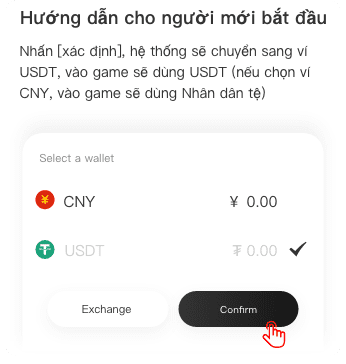 Hướng dẫn cho người mới bắt đầu
Nhấn [xác định], hệ thống sẽ chuyển sang ví
USDT, vào game sẽ dùng USDT (nếu chọn ví
CNY, vào game sẽ dùng Nhân dân tệ)
Select a wallet
CNY ¥ 0.00
USDT ₮ 0.00
Exchange Confirm